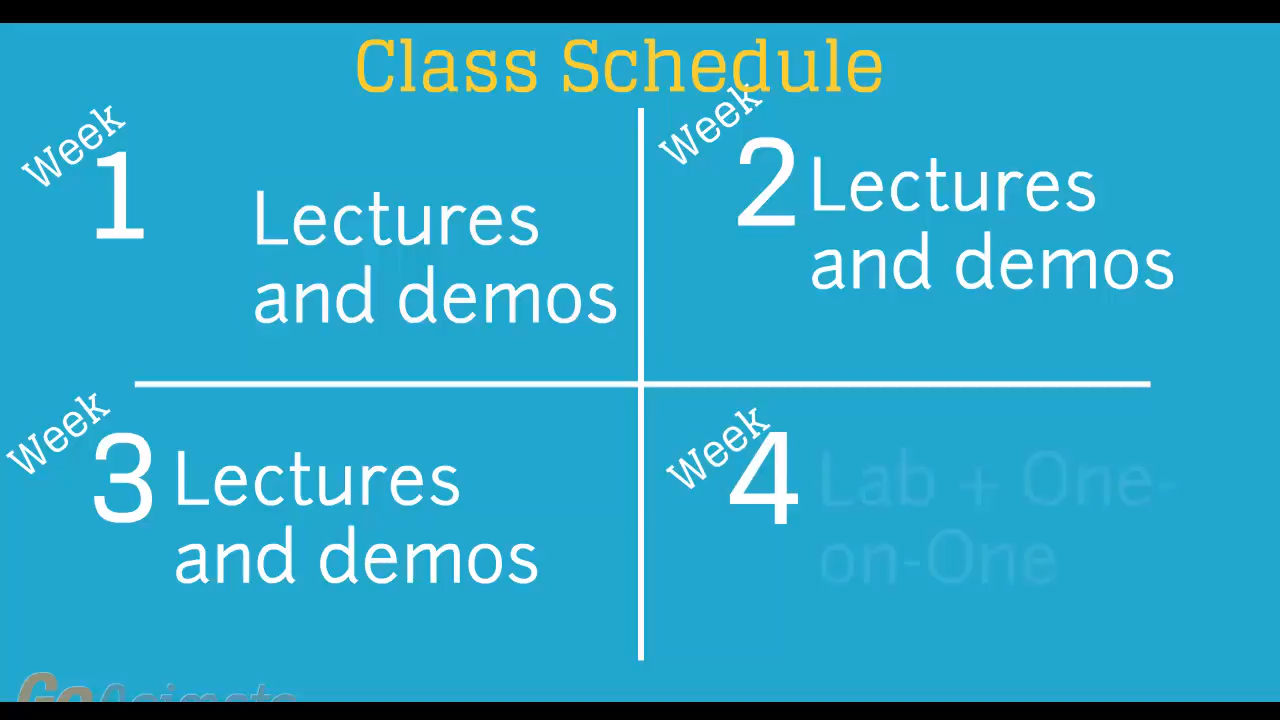 Class Schedule
Week
1
Lectures
and demos
Week
2
Lectures
and demos
Week
3
Lectures
and demos
Week
4
Lab + One-
on-One
GoAnimate